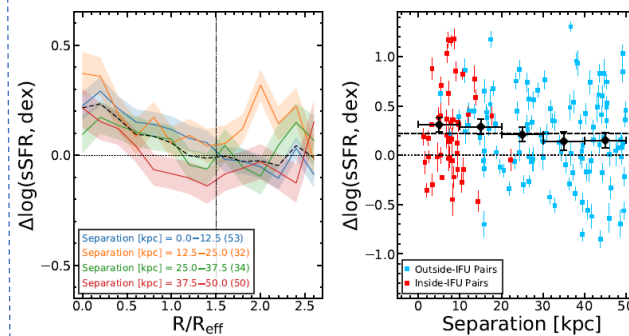 Δlog(sSFR, dex)
0.5
0.0
−0.5
Separation [kpc] = 0.0−12.5 (53)
Separation [kpc] = 12.5−25.0 (32)
Separation [kpc] = 25.0−37.5 (34)
Separation [kpc] = 37.5−50.0 (50)
0.0 0.5 1.0 1.5 2.0 2.5
R/Reff
Δlog(sSFR, dex)
1.0
0.5
0.0
−0.5
−1.0
Outside-IFU Pairs
Inside-IFU Pairs
0 10 20 30 40 50
Separation [kpc]